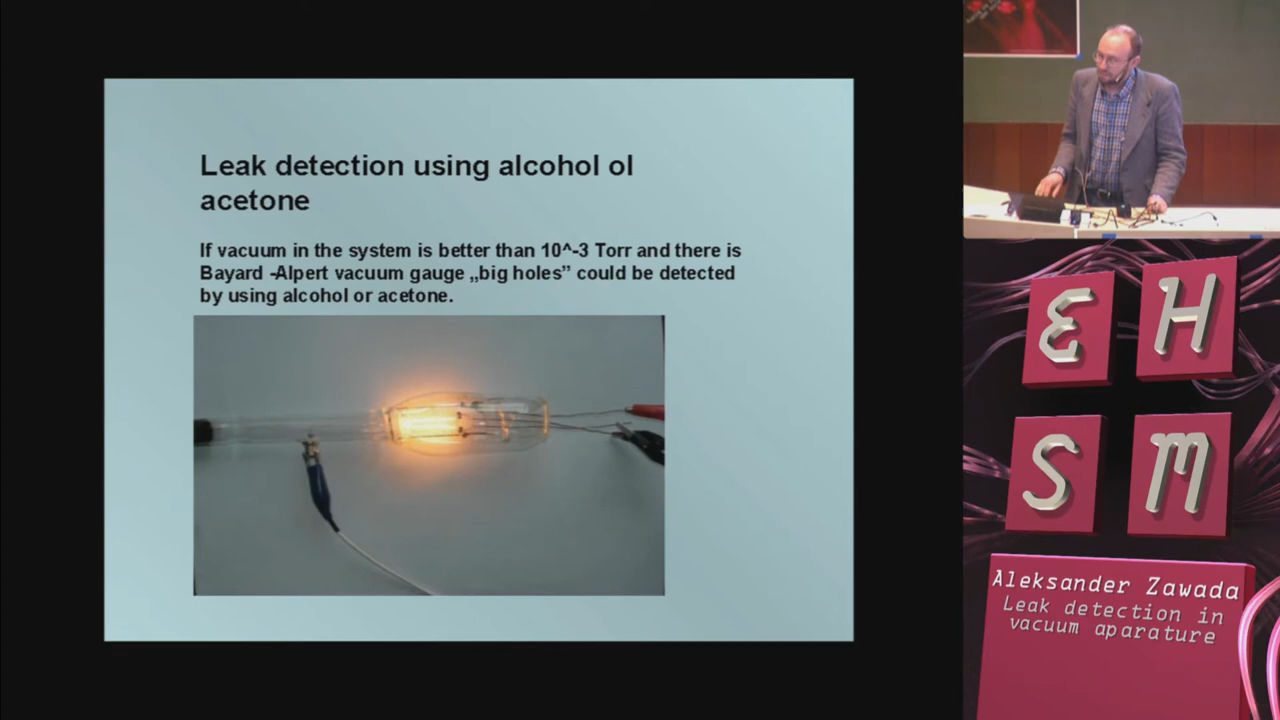 Leak detection using alcohol ol
acetone
If vacuum in the system is better than 10^-3 Torr and there is
Bayard -Alpert vacuum gauge „big holes” could be detected
by using alcohol or acetone.
EH
SM
Aleksander Zawada
Leak detection in
vacuum aparature